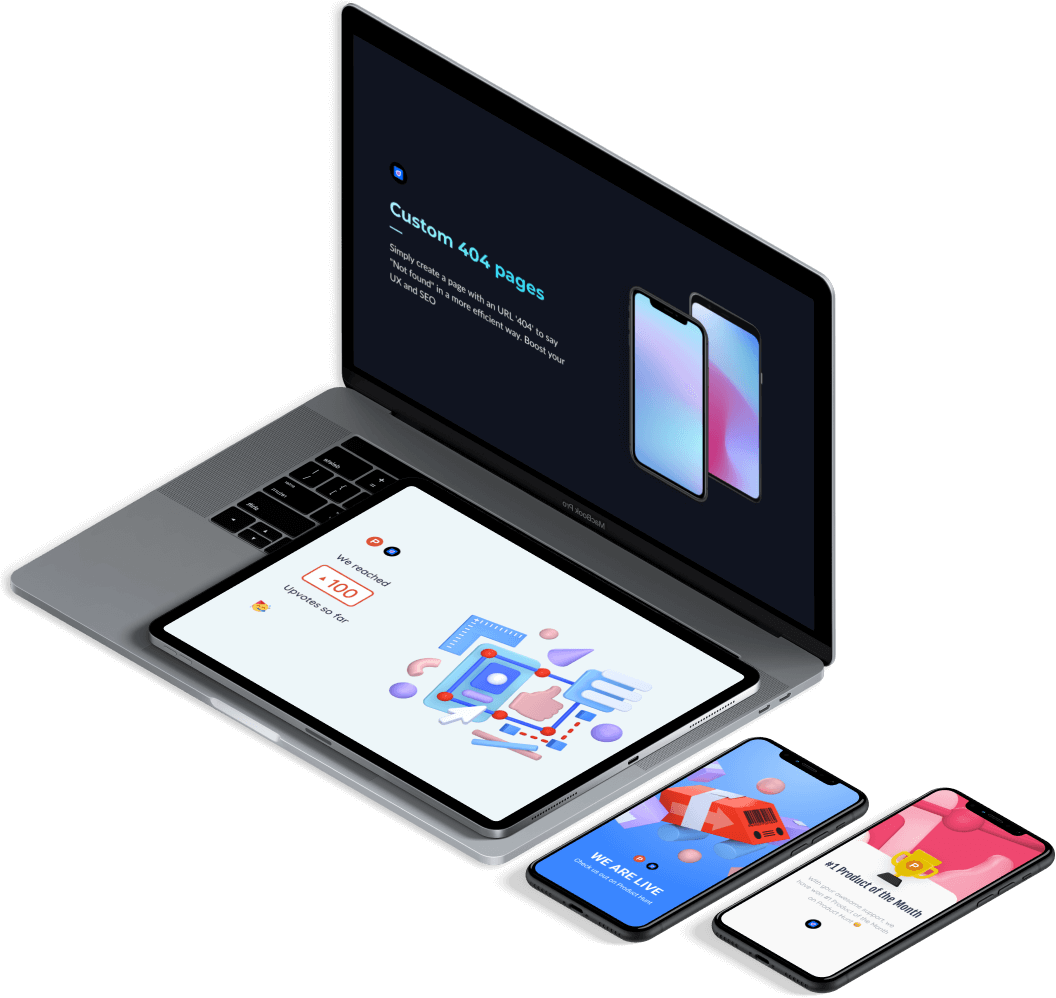 Custom 404 pages
Simply create a page with an URL '404' to say
"Not found" in a more efficient way. Boost your
UX and SEO
MacBook Pro
We reached
100
Upvotes so far
WE ARE LIVE
Check us out on Product Hunt
#1 Product of the Month
With your awesome support, we
have won #1 Product of the Month
on Product Hunt